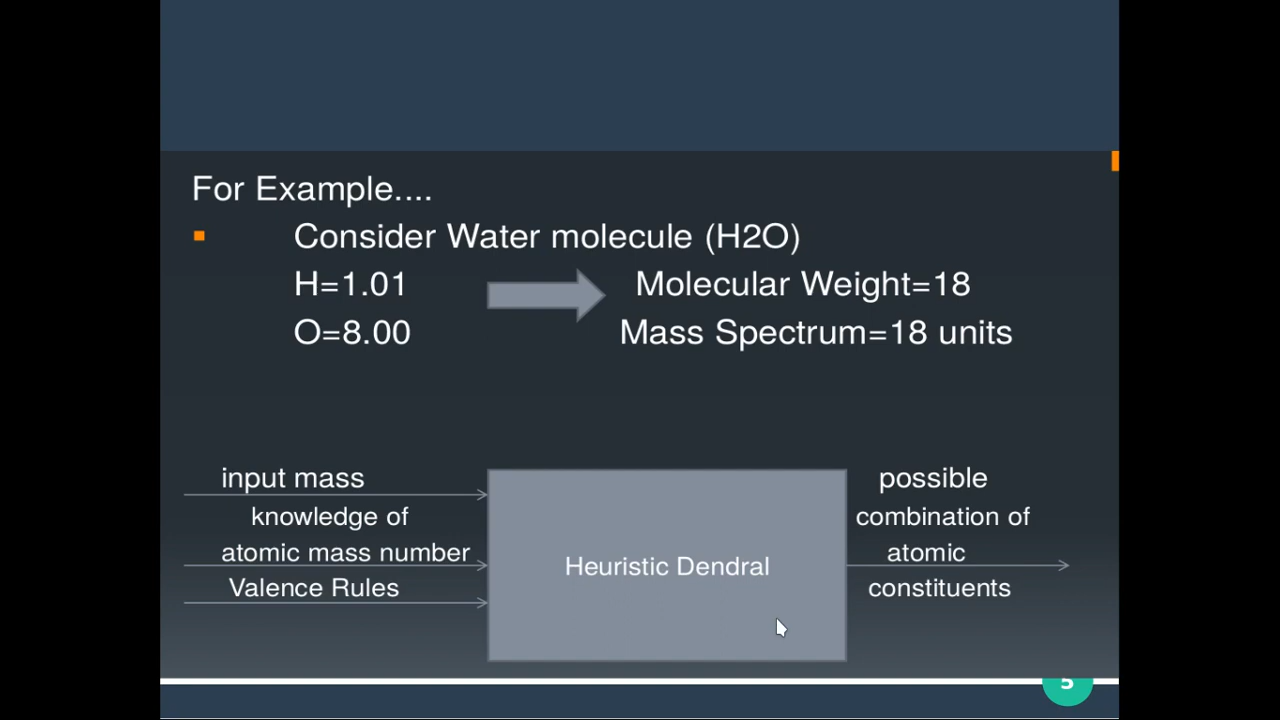 For Example....
Consider Water molecule (H2O)
H=1.01 Molecular Weight=18
O=8.00 Mass Spectrum=18 units
input mass
knowledge of
atomic mass number
Valence Rules
Heuristic Dendral
possible
combination of
atomic
constituents
5